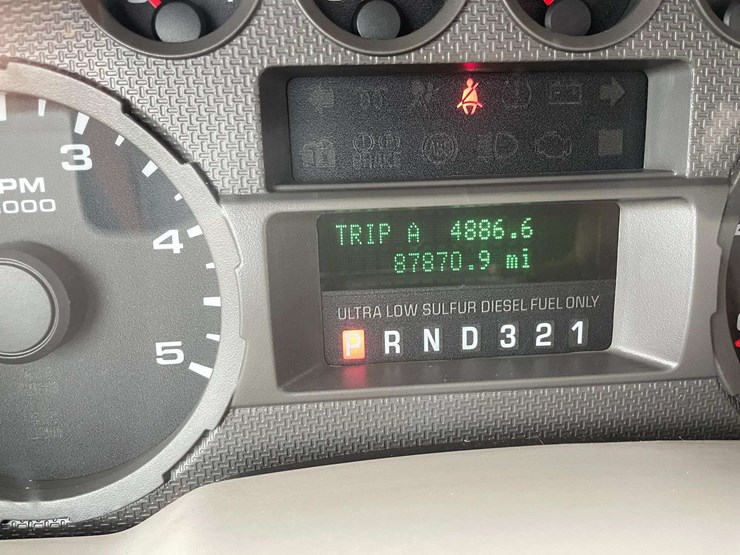 3
PM
000
4
5
BRAKE
ABS
TRIP A 4886.6
87870.9 mi
ULTRA LOW SULFUR DIESEL FUEL ONLY
P R N D 3 2 1